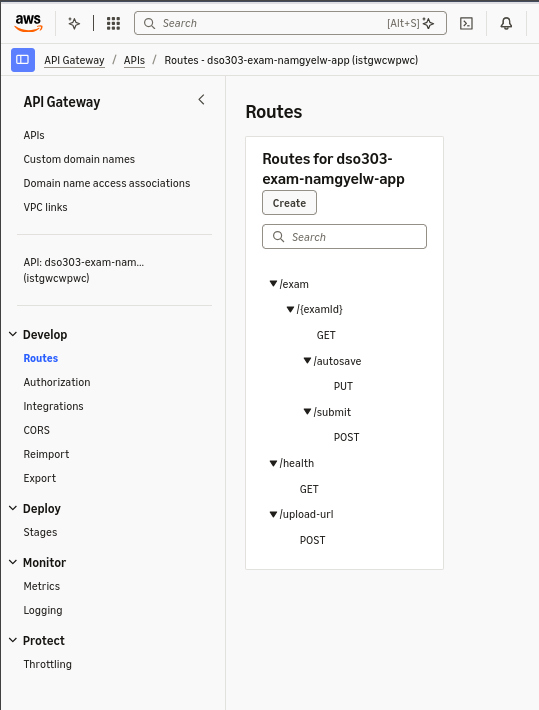 aws
Search
[Alt+S]
API Gateway / APIs / Routes - dso303-exam-namgyelw-app (istgwcwpwc)
API Gateway
APIs
Custom domain names
Domain name access associations
VPC links
API: dso303-exam-nam...
(istgwcwpwc)
Develop
Routes
Authorization
Integrations
CORS
Reimport
Export
Deploy
Stages
Monitor
Metrics
Logging
Protect
Throttling
Routes
Routes for dso303-
exam-namgyelw-app
Create
Search
/exam
/{examId}
GET
/autosave
PUT
/submit
POST
/health
GET
/upload-url
POST